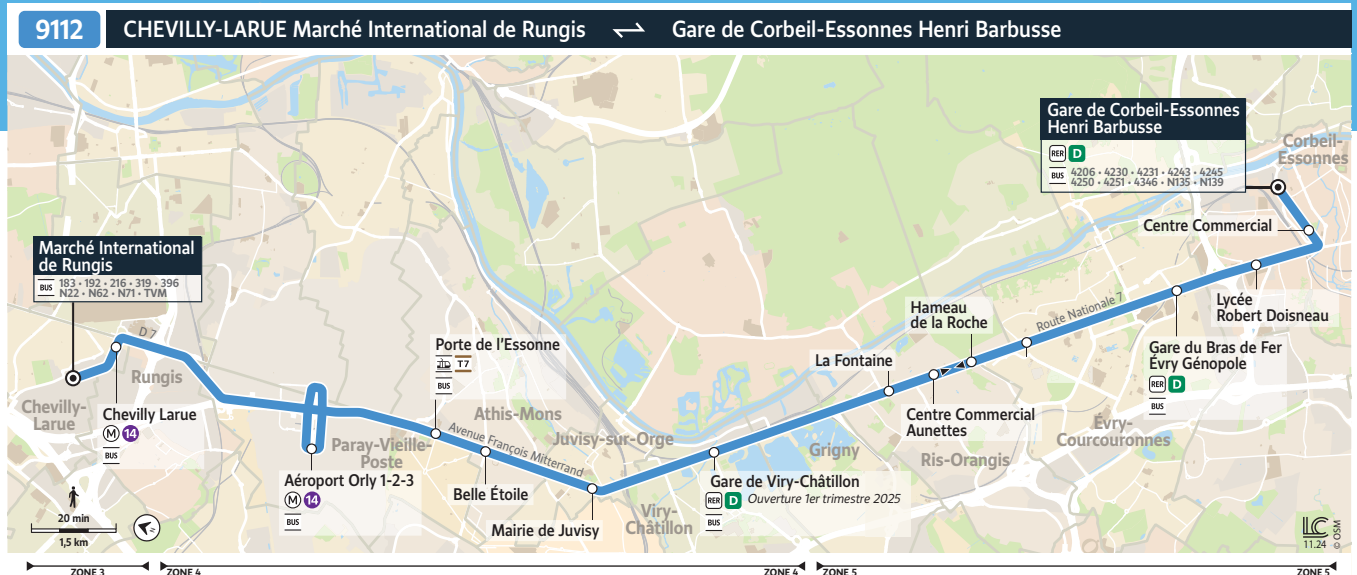 9112 CHEVILLY-LARUE Marché International de Rungis Gare de Corbeil-Essonnes Henri Barbusse
Gare de Corbeil-Essonnes
Henri Barbusse
RER D
BUS 4206 • 4230 • 4231 • 4243 • 4245
4250 • 4251 • 4346 • N135 • N139
Corbeil-
Essonnes
Centre Commercial
Marché International
de Rungis
BUS 183 • 192 • 216 • 319 • 396
N22 • N62 • N71 • TVM
D 7
Rungis
Chevilly-
Larue
Chevilly Larue
M 14
BUS
Aéroport Orly 1-2-3
M 14
BUS
Paray-Vieille-
Poste
Porte de l'Essonne
T7
BUS
Athis-Mons
Avenue François Mitterrand
Belle Étoile
Juvisy-sur-Orge
Mairie de Juvisy
Viry-
Châtillon
Gare de Viry-Châtillon
RER D Ouverture 1er trimestre 2025
BUS
Grigny
La Fontaine
Hameau
de la Roche
Centre Commercial
Aunettes
Ris-Orangis
Route Nationale 7
Évry-
Courcouronnes
Gare du Bras de Fer
Évry Génopole
RER D
BUS
Lycée
Robert Doisneau
20 min
1,5 km
LC
11.24
© OSM
ZONE 3 ZONE 4 ZONE 4 ZONE 5 ZONE 5